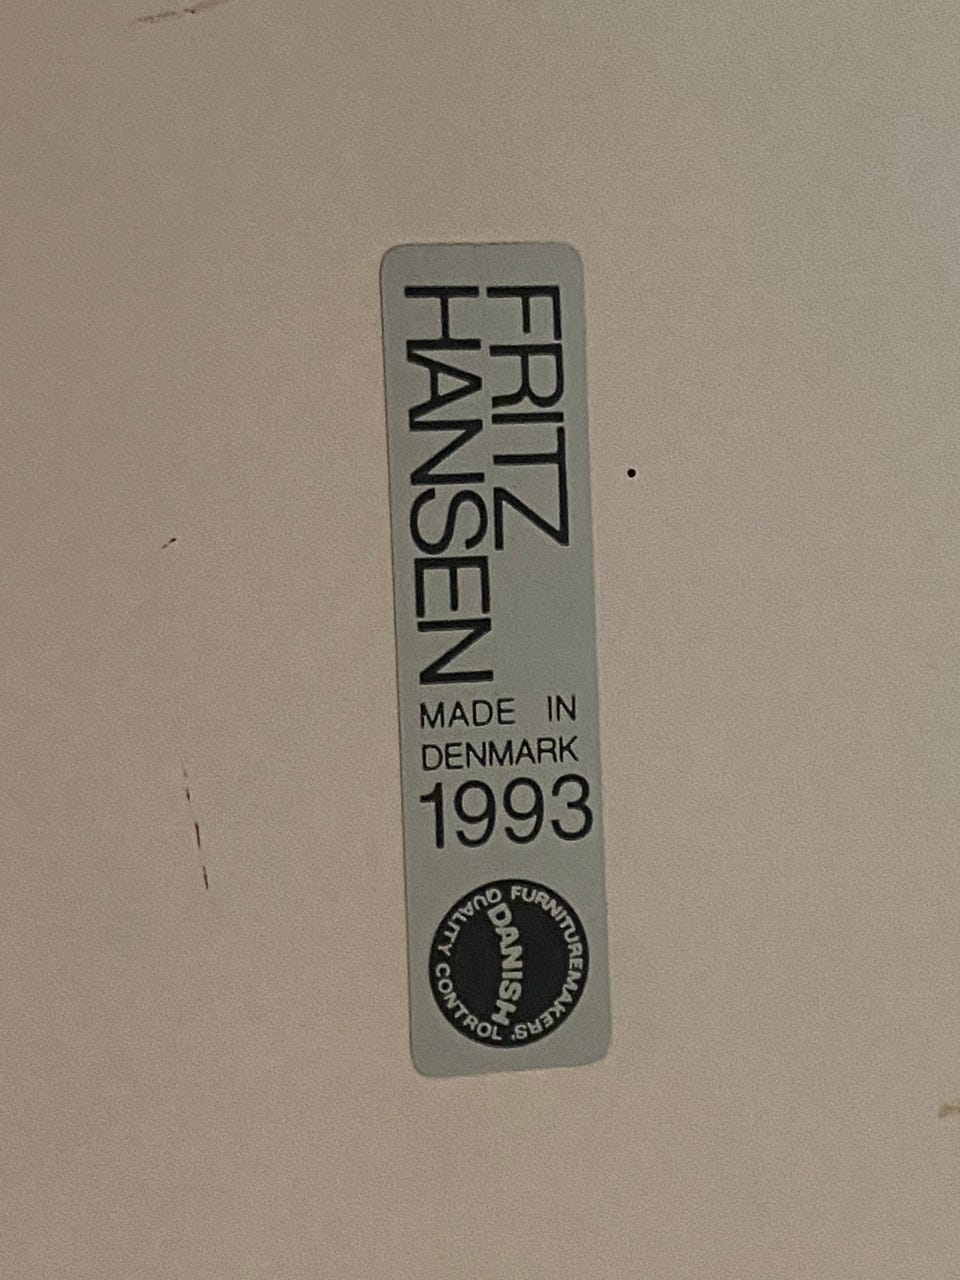 FRITZ
HANSEN
MADE IN
DENMARK
1993
DANISH
FURNITUREMAKERS'
QUALITY CONTROL